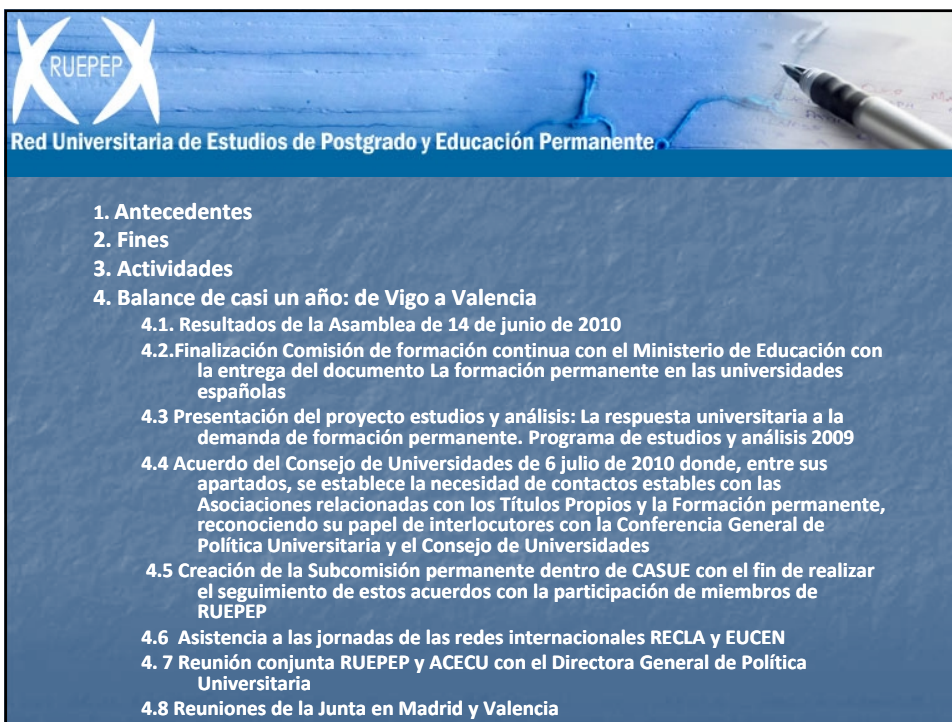 RUEPEP
Red Universitaria de Estudios de Postgrado y Educación Permanente
1. Antecedentes
2. Fines
3. Actividades
4. Balance de casi un año: de Vigo a Valencia
4.1. Resultados de la Asamblea de 14 de junio de 2010
4.2.Finalización Comisión de formación continua con el Ministerio de Educación con
la entrega del documento La formación permanente en las universidades
españolas
4.3 Presentación del proyecto estudios y análisis: La respuesta universitaria a la
demanda de formación permanente. Programa de estudios y análisis 2009
4.4 Acuerdo del Consejo de Universidades de 6 julio de 2010 donde, entre sus
apartados, se establece la necesidad de contactos estables con las
Asociaciones relacionadas con los Títulos Propios y la Formación permanente,
reconociendo su papel de interlocutores con la Conferencia General de
Política Universitaria y el Consejo de Universidades
4.5 Creación de la Subcomisión permanente dentro de CASUE con el fin de realizar
el seguimiento de estos acuerdos con la participación de miembros de
RUEPEP
4.6 Asistencia a las jornadas de las redes internacionales RECLA y EUCEN
4. 7 Reunión conjunta RUEPEP y ACECU con el Directora General de Política
Universitaria
4.8 Reuniones de la Junta en Madrid y Valencia